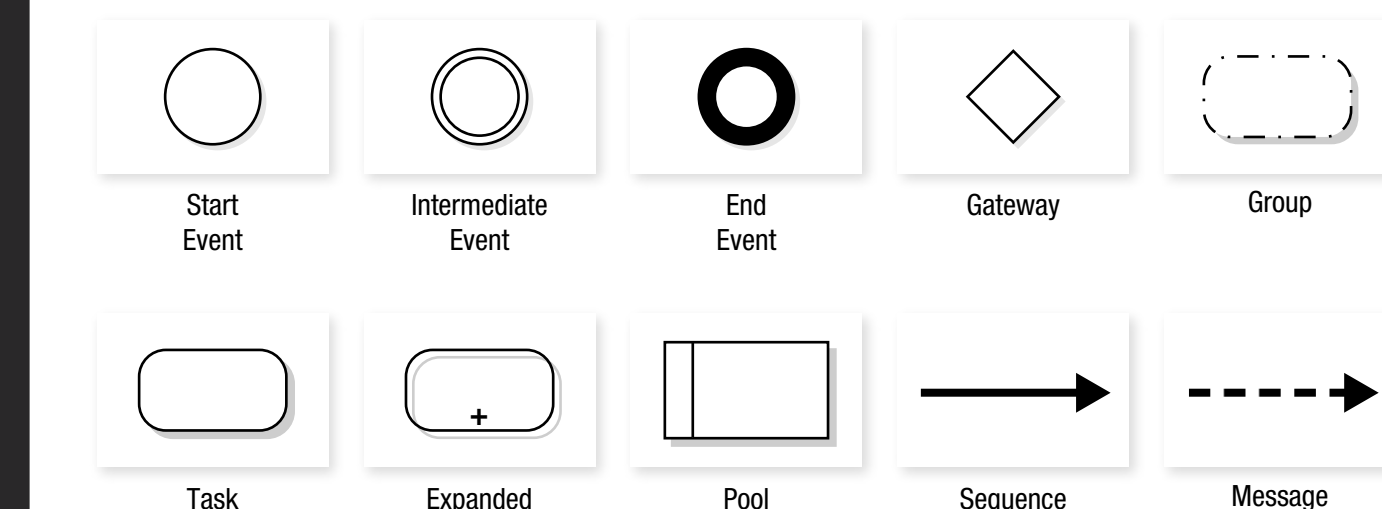 Start
Event
Intermediate
Event
End
Event
Gateway
Group
+
Task
Expanded
Pool
Sequence
Message